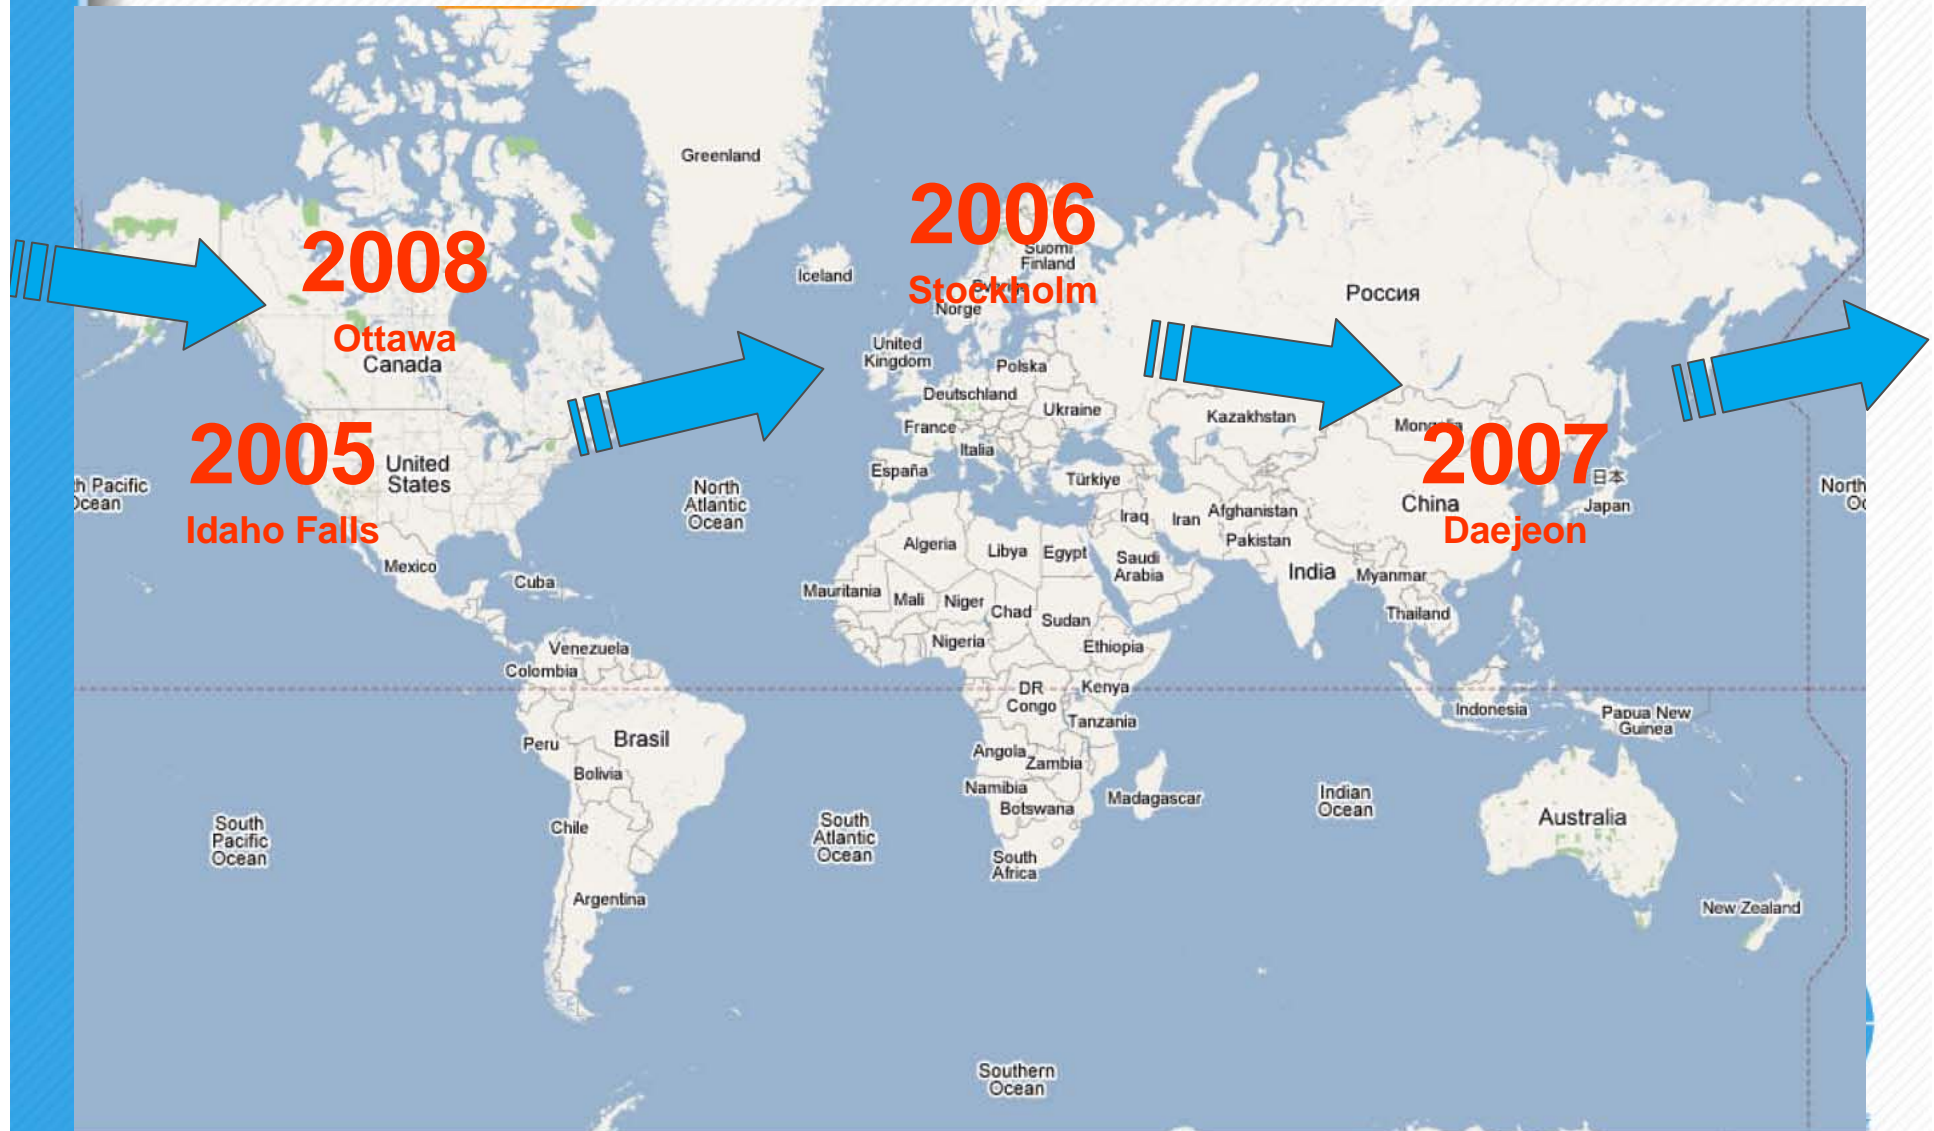 Greenland
2006
Suomi
Finland
2008
Iceland
Stockholm
Norge
Россия
Ottawa
Canada
United
Kingdom
Polska
Deutschland
Ukraine
Kazakhstan
France
Italia
2005
United
States
2007
España
Türkiye
日本
Japan
North
Atlantic
Ocean
China
Iraq
Iran
Afghanistan
Pakistan
Idaho Falls
Daejeon
Algeria
Libya
Egypt
Saudi
Arabia
Mexico
Cuba
India
Myanmar
Mauritania
Mali
Niger
Chad
Sudan
Thailand
Nigeria
Ethiopia
Venezuela
Colombia
DR
Congo
Kenya
Tanzania
Indonesia
Papua New
Guinea
Peru
Brasil
Angola
Zambia
Bolivia
Namibia
Botswana
Madagascar
Indian
Ocean
Australia
South
Pacific
Ocean
Chile
South
Atlantic
Ocean
South
Africa
Argentina
New Zealand
Southern
Ocean
Pacific
North